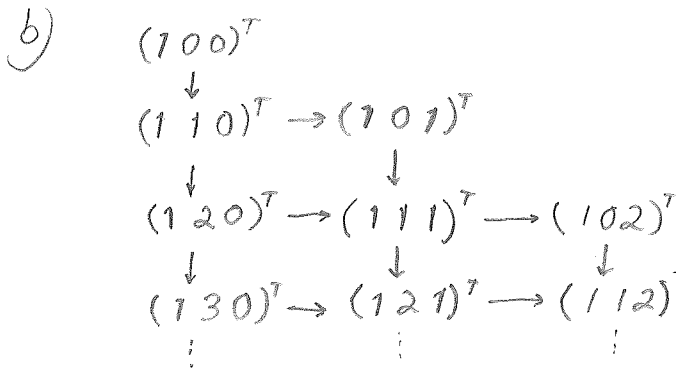 b)
(1 0 0)ᵀ
↓
(1 1 0)ᵀ → (1 0 1)ᵀ
↓ ↓
(1 2 0)ᵀ → (1 1 1)ᵀ → (1 0 2)ᵀ
↓ ↓ ↓
(1 3 0)ᵀ → (1 2 1)ᵀ → (1 1 2)ᵀ
⋮ ⋮ ⋮